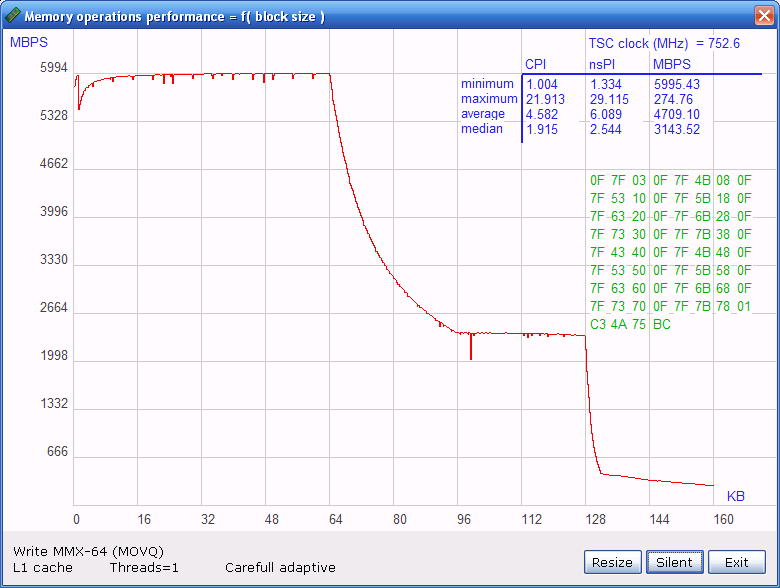 Memory operations performance = f( block size )
MBPS
TSC clock (MHz) = 752.6
CPI nsPI MBPS
minimum 1.004 1.334 5995.43
maximum 21.913 29.115 274.76
average 4.582 6.089 4709.10
median 1.915 2.544 3143.52
5994
5328
4662
3996
3330
2664
1998
1332
666
0F 7F 03 0F 7F 4B 08 0F
7F 53 10 0F 7F 5B 18 0F
7F 63 20 0F 7F 6B 28 0F
7F 73 30 0F 7F 7B 38 0F
7F 43 40 0F 7F 4B 48 0F
7F 53 50 0F 7F 5B 58 0F
7F 63 60 0F 7F 6B 68 0F
7F 73 70 0F 7F 7B 78 01
C3 4A 75 BC
KB
0 16 32 48 64 80 96 112 128 144 160
Write MMX-64 (MOVQ)
L1 cache Threads=1 Carefull adaptive
Resize Silent Exit